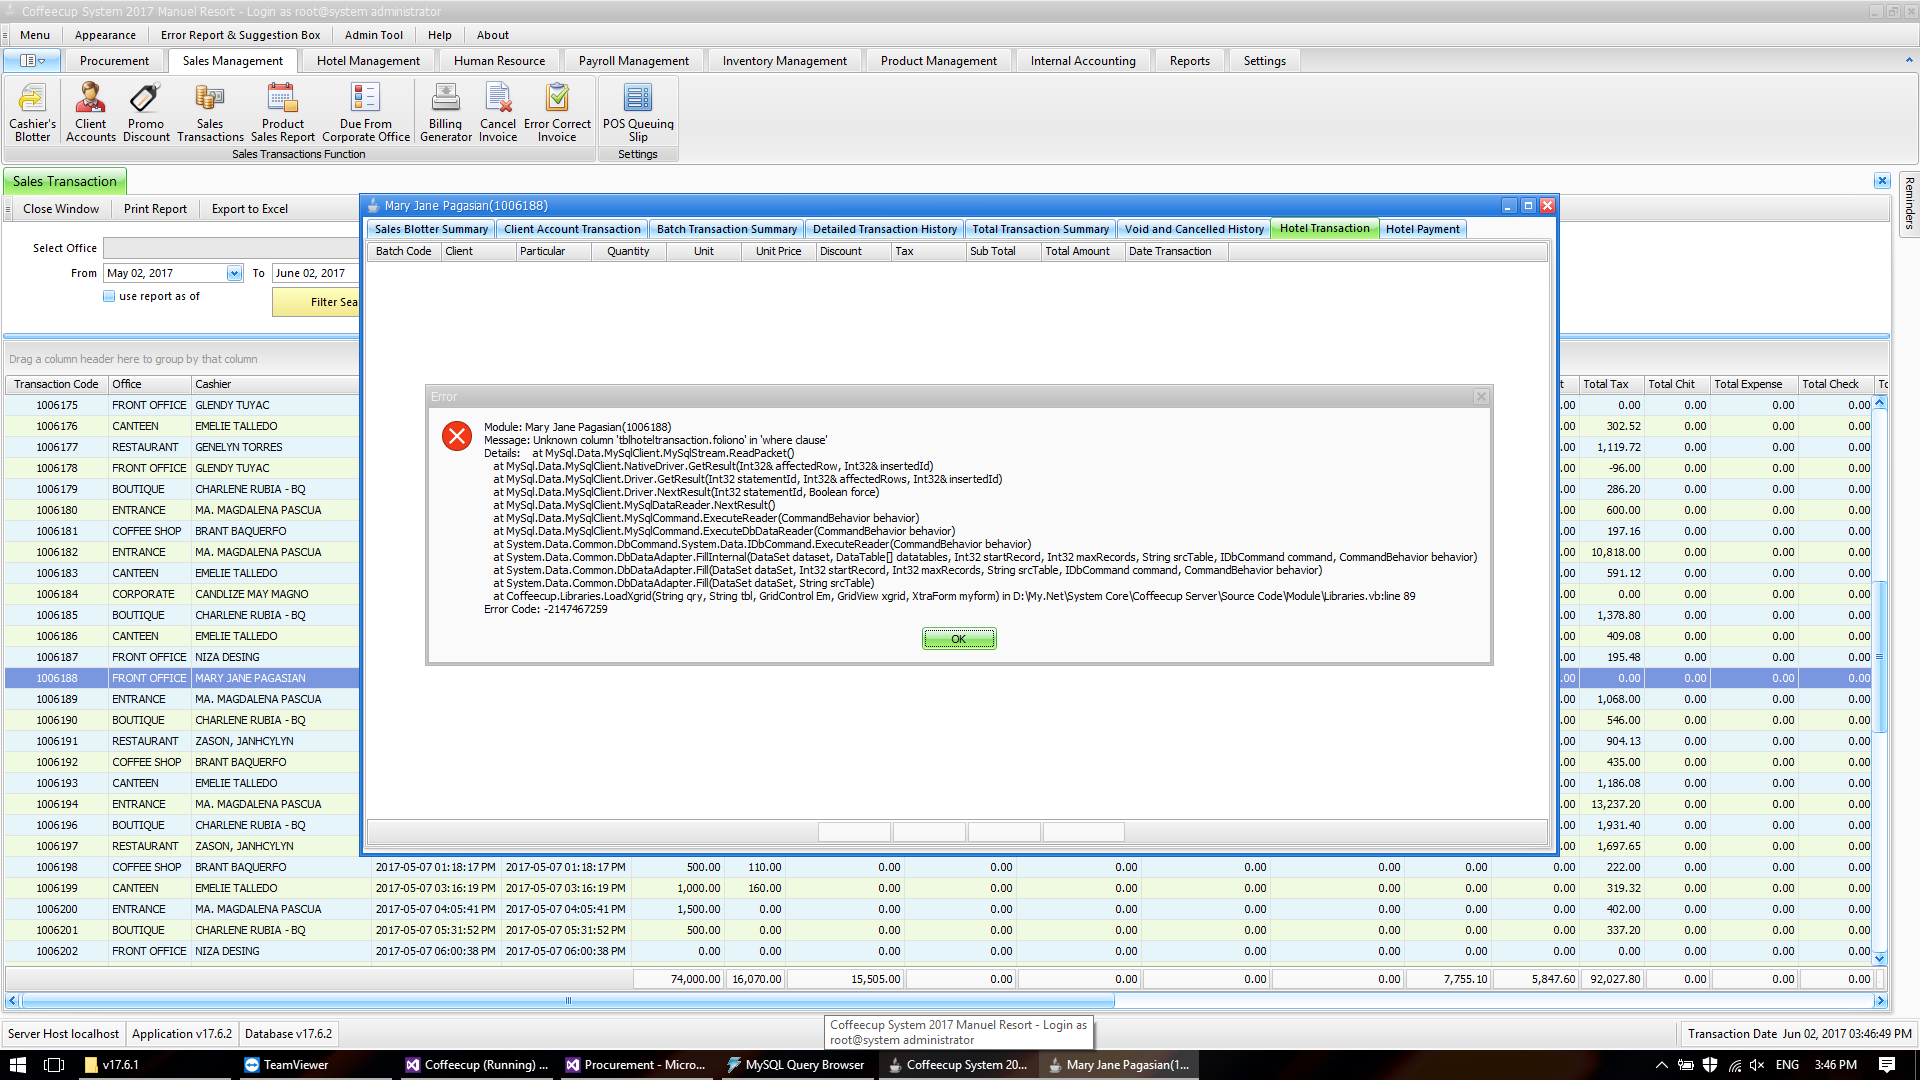 Coffeecup System 2017 Manuel Resort - Login as root@system administrator
Menu Appearance Error Report & Suggestion Box Admin Tool Help About
Procurement Sales Management Hotel Management Human Resource Payroll Management Inventory Management Product Management Internal Accounting Reports Settings
Cashier's Blotter Client Accounts Promo Discount Sales Transactions Product Sales Report Due From Corporate Office Billing Generator Cancel Invoice Error Correct Invoice POS Queuing Slip
Sales Transactions Function Settings
Sales Transaction
Reminders
Close Window Print Report Export to Excel
Select Office
From May 02, 2017 To June 02, 2017
use report as of
Filter Sea
Mary Jane Pagasian(1006188)
Sales Blotter Summary Client Account Transaction Batch Transaction Summary Detailed Transaction History Total Transaction Summary Void and Cancelled History Hotel Transaction Hotel Payment
Batch Code Client Particular Quantity Unit Unit Price Discount Tax Sub Total Total Amount Date Transaction
Error
Module: Mary Jane Pagasian(1006188)
Message: Unknown column 'tblhoteltransaction.foliono' in 'where clause'
Details: at MySql.Data.MySqlClient.MySqlStream.ReadPacket()
at MySql.Data.MySqlClient.NativeDriver.GetResult(Int32& affectedRow, Int32& insertedId)
at MySql.Data.MySqlClient.Driver.GetResult(Int32 statementId, Int32& affectedRows, Int32& insertedId)
at MySql.Data.MySqlClient.Driver.NextResult(Int32 statementId, Boolean force)
at MySql.Data.MySqlClient.MySqlDataReader.NextResult()
at MySql.Data.MySqlClient.MySqlCommand.ExecuteReader(CommandBehavior behavior)
at MySql.Data.MySqlClient.MySqlCommand.ExecuteDbDataReader(CommandBehavior behavior)
at System.Data.Common.DbCommand.System.Data.IDbCommand.ExecuteReader(CommandBehavior behavior)
at System.Data.Common.DbDataAdapter.FillInternal(DataSet dataset, DataTable[] datatables, Int32 startRecord, Int32 maxRecords, String srcTable, IDbCommand command, CommandBehavior behavior)
at System.Data.Common.DbDataAdapter.Fill(DataSet dataSet, Int32 startRecord, Int32 maxRecords, String srcTable, IDbCommand command, CommandBehavior behavior)
at System.Data.Common.DbDataAdapter.Fill(DataSet dataSet, String srcTable)
at Coffeecup.Libraries.LoadXgrid(String qry, String tbl, GridControl Em, GridView xgrid, XtraForm myform) in D:\My.Net\System Core\Coffeecup Server\Source Code\Module\Libraries.vb:line 89
Error Code: -2147467259
OK
Drag a column header here to group by that column
Transaction Code Office Cashier t Total Tax Total Chit Total Expense Total Check To
1006175 FRONT OFFICE GLENDY TUYAC .00 0.00 0.00 0.00 0.00
1006176 CANTEEN EMELIE TALLEDO .00 302.52 0.00 0.00 0.00
1006177 RESTAURANT GENELYN TORRES .00 1,119.72 0.00 0.00 0.00
1006178 FRONT OFFICE GLENDY TUYAC .00 -96.00 0.00 0.00 0.00
1006179 BOUTIQUE CHARLENE RUBIA - BQ .00 286.20 0.00 0.00 0.00
1006180 ENTRANCE MA. MAGDALENA PASCUA .00 600.00 0.00 0.00 0.00
1006181 COFFEE SHOP BRANT BAQUERFO .00 197.16 0.00 0.00 0.00
1006182 ENTRANCE MA. MAGDALENA PASCUA .00 10,818.00 0.00 0.00 0.00
1006183 CANTEEN EMELIE TALLEDO .00 591.12 0.00 0.00 0.00
1006184 CORPORATE CANDLIZE MAY MAGNO .00 0.00 0.00 0.00 0.00
1006185 BOUTIQUE CHARLENE RUBIA - BQ .00 1,378.80 0.00 0.00 0.00
1006186 CANTEEN EMELIE TALLEDO .00 409.08 0.00 0.00 0.00
1006187 FRONT OFFICE NIZA DESING .00 195.48 0.00 0.00 0.00
1006188 FRONT OFFICE MARY JANE PAGASIAN .00 0.00 0.00 0.00 0.00
1006189 ENTRANCE MA. MAGDALENA PASCUA .00 1,068.00 0.00 0.00 0.00
1006190 BOUTIQUE CHARLENE RUBIA - BQ .00 546.00 0.00 0.00 0.00
1006191 RESTAURANT ZASON, JANHCYLYN .00 904.13 0.00 0.00 0.00
1006192 COFFEE SHOP BRANT BAQUERFO .00 435.00 0.00 0.00 0.00
1006193 CANTEEN EMELIE TALLEDO .00 1,186.08 0.00 0.00 0.00
1006194 ENTRANCE MA. MAGDALENA PASCUA .00 13,237.20 0.00 0.00 0.00
1006196 BOUTIQUE CHARLENE RUBIA - BQ .00 1,931.40 0.00 0.00 0.00
1006197 RESTAURANT ZASON, JANHCYLYN .00 1,697.65 0.00 0.00 0.00
1006198 COFFEE SHOP BRANT BAQUERFO 2017-05-07 01:18:17 PM 2017-05-07 01:18:17 PM 500.00 110.00 0.00 0.00 0.00 0.00 0.00 0.00 0.00 222.00 0.00 0.00 0.00
1006199 CANTEEN EMELIE TALLEDO 2017-05-07 03:16:19 PM 2017-05-07 03:16:19 PM 1,000.00 160.00 0.00 0.00 0.00 0.00 0.00 0.00 0.00 319.32 0.00 0.00 0.00
1006200 ENTRANCE MA. MAGDALENA PASCUA 2017-05-07 04:05:41 PM 2017-05-07 04:05:41 PM 1,500.00 0.00 0.00 0.00 0.00 0.00 0.00 0.00 0.00 402.00 0.00 0.00 0.00
1006201 BOUTIQUE CHARLENE RUBIA - BQ 2017-05-07 05:31:52 PM 2017-05-07 05:31:52 PM 500.00 0.00 0.00 0.00 0.00 0.00 0.00 0.00 0.00 337.20 0.00 0.00 0.00
1006202 FRONT OFFICE NIZA DESING 2017-05-07 06:00:38 PM 2017-05-07 06:00:38 PM 0.00 0.00 0.00 0.00 0.00 0.00 0.00 0.00 0.00 0.00 0.00 0.00 0.00
74,000.00 16,070.00 15,505.00 0.00 0.00 0.00 0.00 7,755.10 5,847.60 92,027.80 0.00 0.00 0.00
Coffeecup System 2017 Manuel Resort - Login as
root@system administrator
Server Host localhost Application v17.6.2 Database v17.6.2 Transaction Date Jun 02, 2017 03:46:49 PM
v17.6.1 TeamViewer Coffeecup (Running) ... Procurement - Micro... MySQL Query Browser Coffeecup System 20... Mary Jane Pagasian(1... ENG 3:46 PM